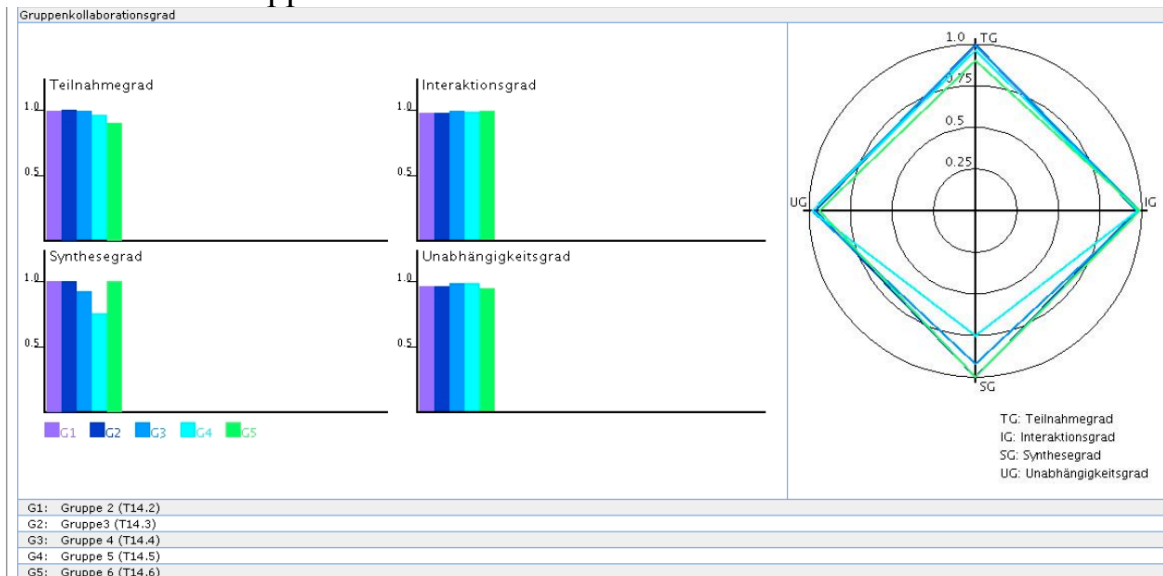 Gruppenkollaborationsgrad
Teilnahmegrad
1.0
0.5
Interaktionsgrad
1.0
0.5
Synthesegrad
1.0
0.5
Unabhängigkeitsgrad
1.0
0.5
G1 G2 G3 G4 G5
1.0 TG
0.75
0.5
0.25
UG
IG
SG
TG: Teilnahmegrad
IG: Interaktionsgrad
SG: Synthesegrad
UG: Unabhängigkeitsgrad
G1: Gruppe 2 (T14.2)
G2: Gruppe3 (T14.3)
G3: Gruppe 4 (T14.4)
G4: Gruppe 5 (T14.5)
G5: Gruppe 6 (T14.6)